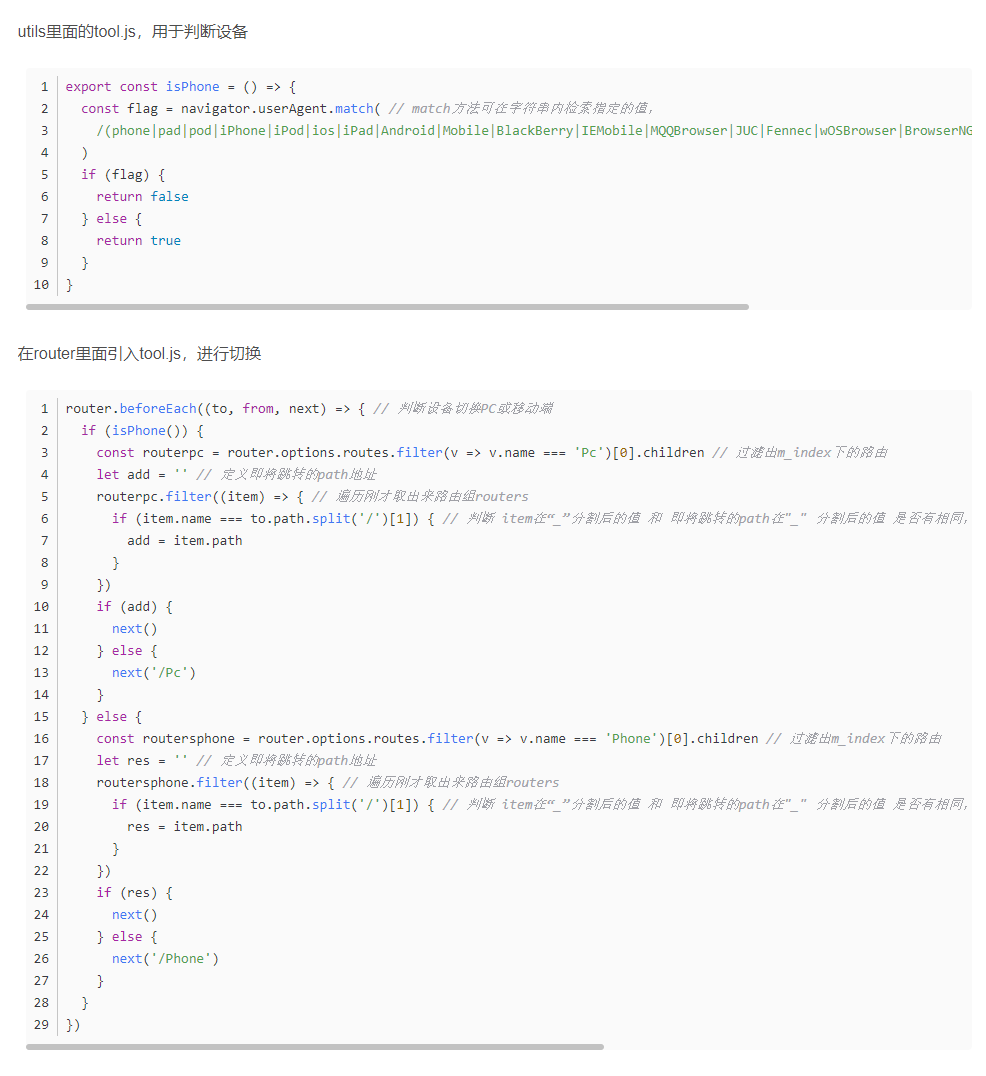 utils里面的tool.js，用于判断设备
1 export const isPhone = () => {
2   const flag = navigator.userAgent.match( // match方法可在字符串内检索指定的值，
3     /(phone|pad|pod|iPhone|iPod|ios|iPad|Android|Mobile|BlackBerry|IEMobile|MQQBrowser|JUC|Fennec|wOSBrowser|BrowserNG
4   )
5   if (flag) {
6     return false
7   } else {
8     return true
9   }
10 }
在router里面引入tool.js，进行切换
1 router.beforeEach((to, from, next) => { // 判断设备切换PC或移动端
2   if (isPhone()) {
3     const routerpc = router.options.routes.filter(v => v.name === 'Pc')[0].children // 过滤出m_index下的路由
4     let add = '' // 定义即将跳转的path地址
5     routerpc.filter((item) => { // 遍历刚才取出来路由组routers
6       if (item.name === to.path.split('/')[1]) { // 判断 item在“_”分割后的值 和 即将跳转的path在"_" 分割后的值 是否有相同，
7         add = item.path
8       }
9     })
10     if (add) {
11       next()
12     } else {
13       next('/Pc')
14     }
15   } else {
16     const routersphone = router.options.routes.filter(v => v.name === 'Phone')[0].children // 过滤出m_index下的路由
17     let res = '' // 定义即将跳转的path地址
18     routersphone.filter((item) => { // 遍历刚才取出来路由组routers
19       if (item.name === to.path.split('/')[1]) { // 判断 item在“_”分割后的值 和 即将跳转的path在"_" 分割后的值 是否有相同，
20         res = item.path
21       }
22     })
23     if (res) {
24       next()
25     } else {
26       next('/Phone')
27     }
28   }
29 })